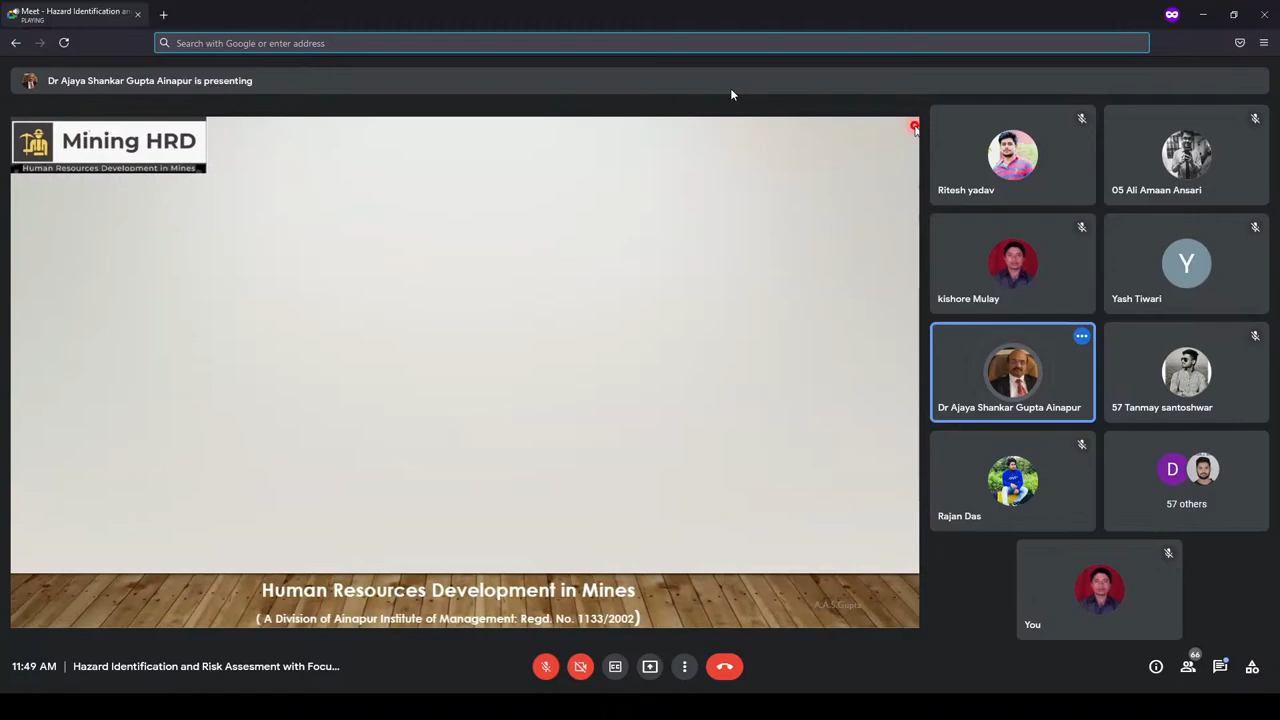 Meet - Hazard Identification an
PLAYING
Search with Google or enter address
Dr Ajaya Shankar Gupta Ainapur is presenting
Mining HRD
Human Resources Development in Mines
Ritesh yadav
05 Ali Amaan Ansari
kishore Mulay
Y
Yash Tiwari
Dr Ajaya Shankar Gupta Ainapur
57 Tanmay santoshwar
Rajan Das
D
57 others
You
Human Resources Development in Mines
( A Division of Ainapur Institute of Management: Regd. No. 1133/2002)
A.A.S.Gupta
11:49 AM | Hazard Identification and Risk Assesment with Focu...
66